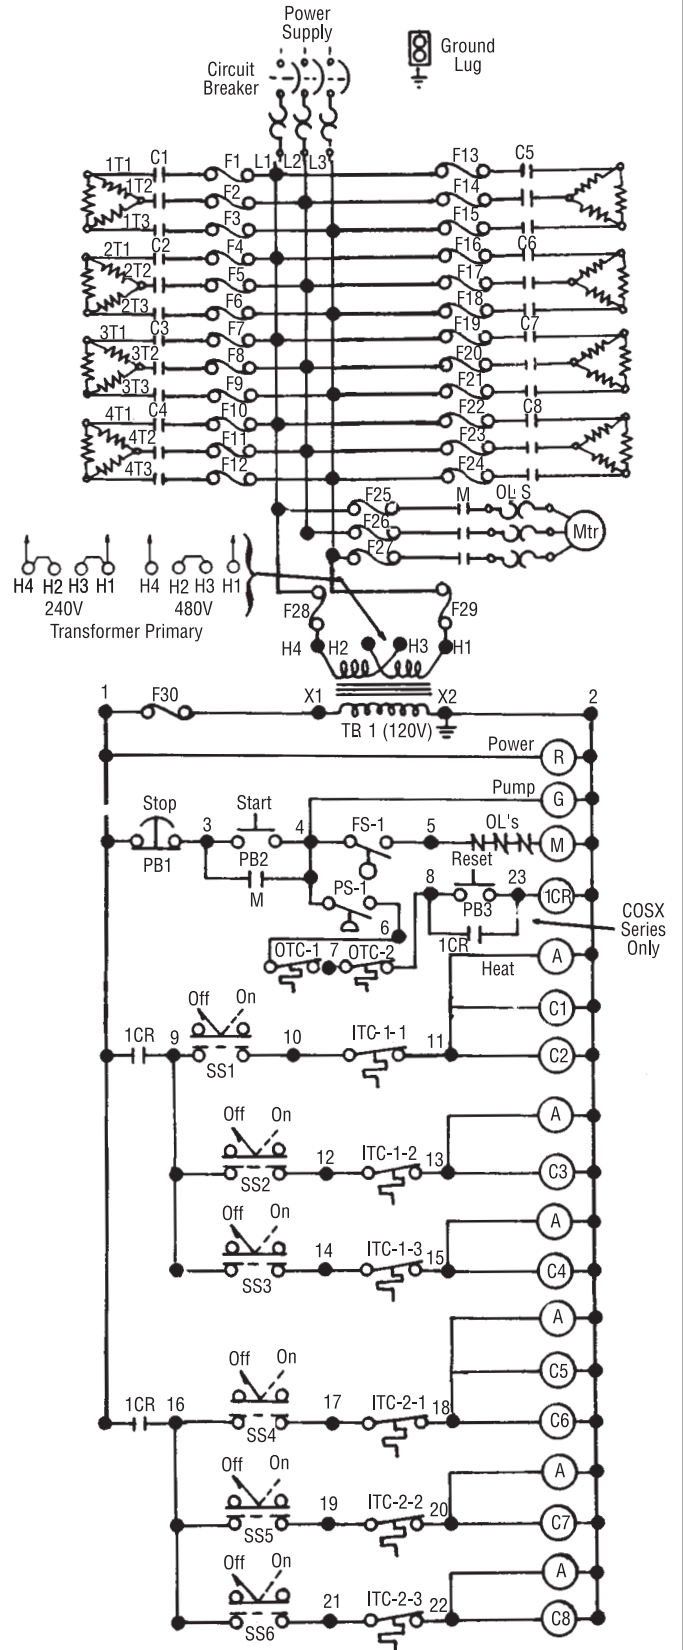 Power
Supply
Ground
Lug
Circuit
Breaker
1T1 C1 F1 L1 L2 L3 F13 C5
1T2 F2 F14
1T3 F3 F15
2T1 C2 F4 F16 C6
2T2 F5 F17
2T3 F6 F18
3T1 C3 F7 F19 C7
3T2 F8 F20
3T3 F9 F21
4T1 C4 F10 F22 C8
4T2 F11 F23
4T3 F12 F24
F25 M OL'S
F26 Mtr
F27
H4 H2 H3 H1 H4 H2 H3 H1
240V 480V
Transformer Primary
F28 F29
H4 H2 H3 H1
1 F30 X1 X2 2
TR 1 (120V)
Power R
Pump G
Stop 3 Start 4 FS-1 5 OL's M
PB1 PB2
M
PS-1 8 Reset 23 1CR
PB3
6 1CR
COSX
Series
Only
OTC-1 7 OTC-2
Heat A
Off On C1
1CR 9 SS1 10 ITC-1-1 11 C2
Off On A
SS2 12 ITC-1-2 13 C3
Off On A
SS3 14 ITC-1-3 15 C4
A
Off On C5
1CR 16 SS4 17 ITC-2-1 18 C6
Off On A
SS5 19 ITC-2-2 20 C7
Off On A
SS6 21 ITC-2-3 22 C8